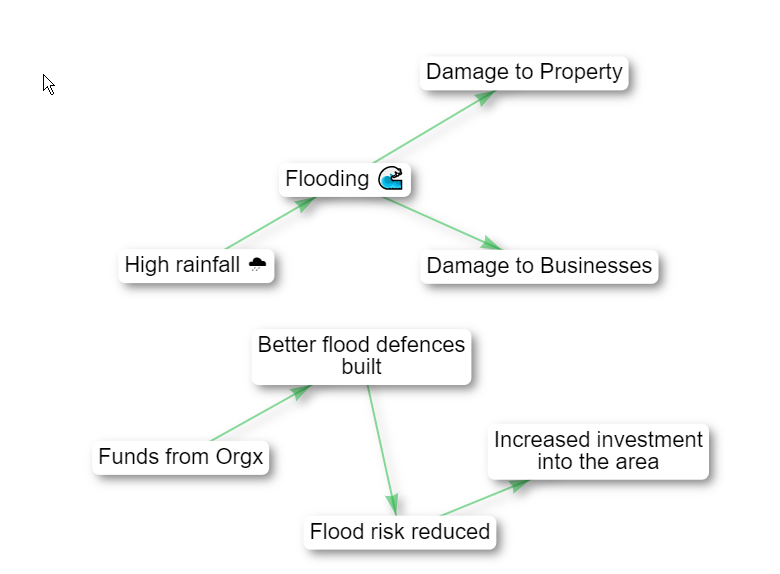 Damage to Property
Flooding 🌊
High rainfall 🌧
Damage to Businesses
Better flood defences
built
Funds from Orgx
Increased investment
into the area
Flood risk reduced